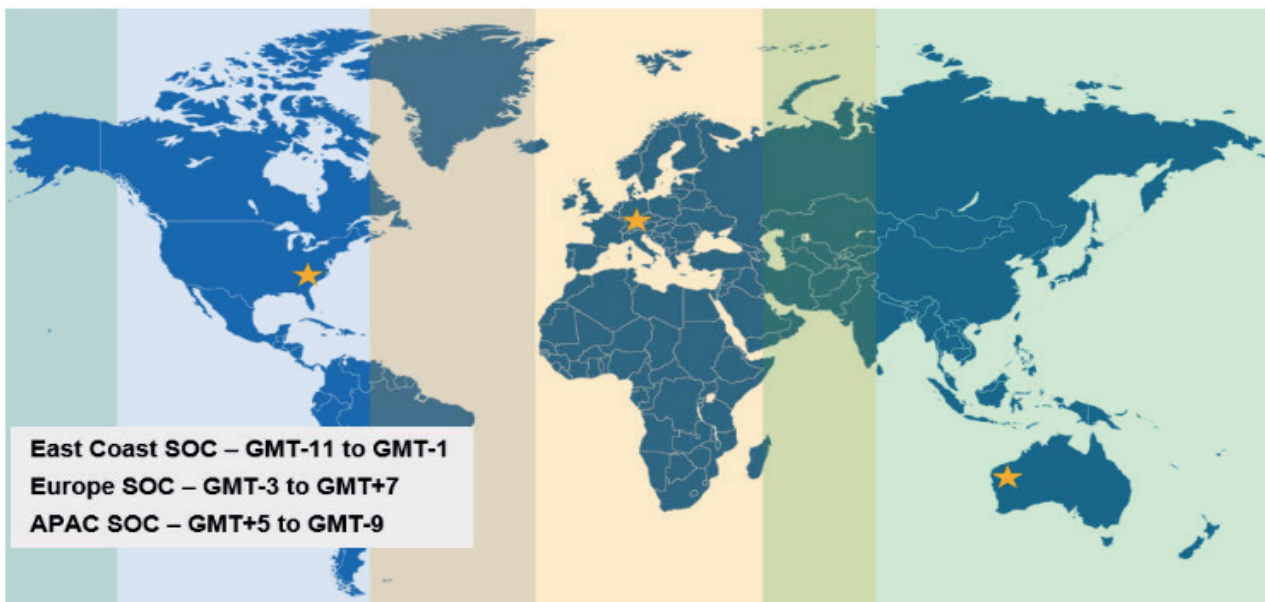 East Coast SOC – GMT-11 to GMT-1
Europe SOC – GMT-3 to GMT+7
APAC SOC – GMT+5 to GMT-9